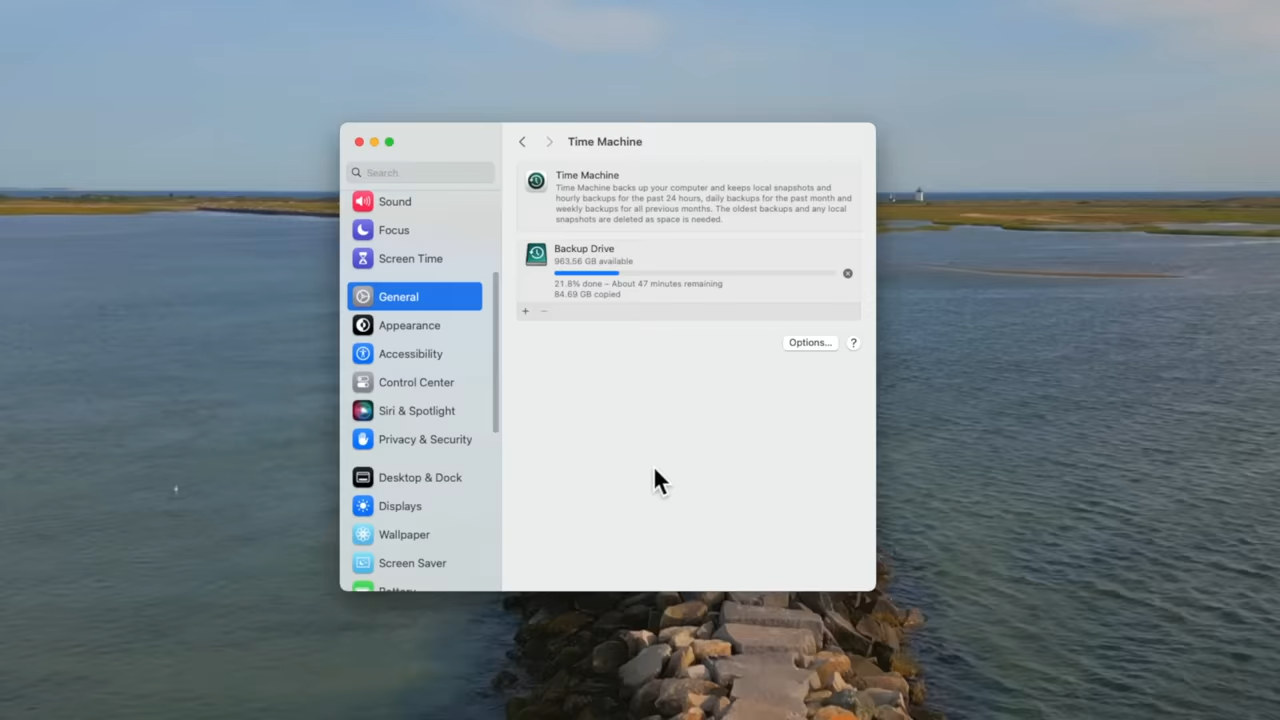 Time Machine
Search
Sound
Focus
Screen Time
General
Appearance
Accessibility
Control Center
Siri & Spotlight
Privacy & Security
Desktop & Dock
Displays
Wallpaper
Screen Saver
Battery
Time Machine
Time Machine backs up your computer and keeps local snapshots and
hourly backups for the past 24 hours, daily backups for the past month and
weekly backups for all previous months. The oldest backups and any local
snapshots are deleted as space is needed.
Backup Drive
963.56 GB available
21.8% done – About 47 minutes remaining
84.69 GB copied
+ −
Options... ?